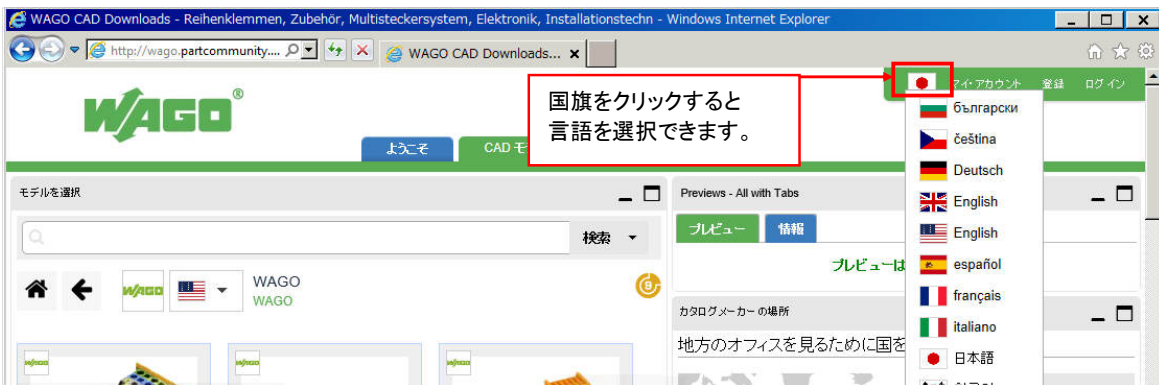 WAGO CAD Downloads - Reihenklemmen, Zubehör, Multisteckersystem, Elektronik, Installationstechn - Windows Internet Explorer
http://wago.partcommunity....
WAGO CAD Downloads...
マイ・アカウント 登録 ログイン
WAGO®
国旗をクリックすると
言語を選択できます。
ようこそ
CAD モ
български
čeština
Deutsch
English
English
español
français
italiano
日本語
モデルを選択
検索
WAGO
WAGO
WAGO
Previews - All with Tabs
プレビュー
情報
プレビューは
カタログメーカーの場所
地方のオフィスを見るために国を
WAGO
WAGO
WAGO